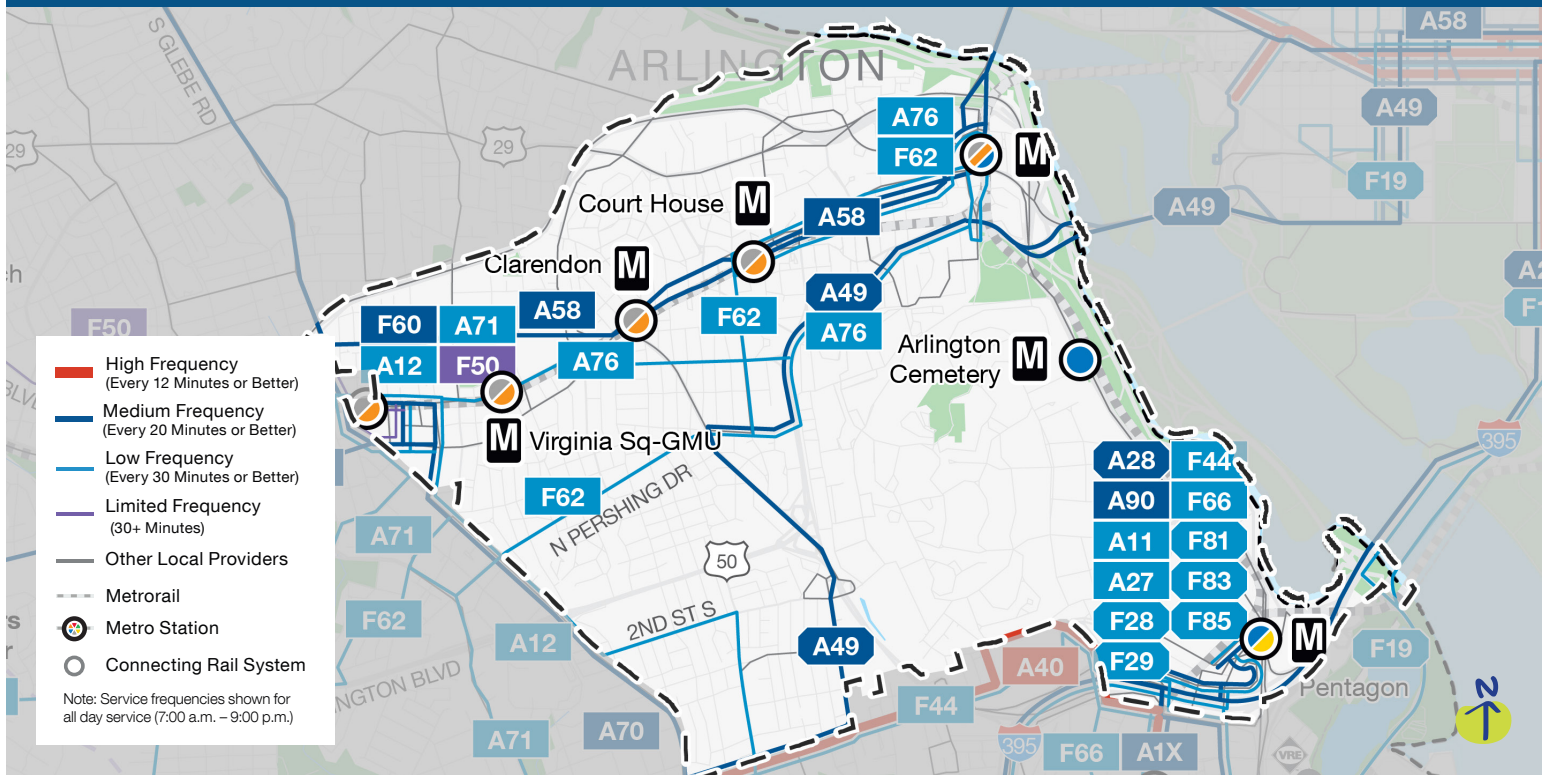 ARLINGTON
A58
S GLEBE RD
A49
A76
29
29
F62
M
F19
Court House M
A58
A49
Clarendon M
A49
F60 A71 A58
F62
A76
F50
A12 F50
A76
Arlington
Cemetery
M
High Frequency
(Every 12 Minutes or Better)
Medium Frequency
(Every 20 Minutes or Better)
Low Frequency
(Every 30 Minutes or Better)
Limited Frequency
(30+ Minutes)
Other Local Providers
Metrorail
Metro Station
Connecting Rail System
Note: Service frequencies shown for
all day service (7:00 a.m. – 9:00 p.m.)
M Virginia Sq-GMU
395
A28 F44
F62
A90 F66
N PERSHING DR
A71
A11 F81
50
A27 F83
F62
2ND ST S
F28 F85
A12
A49
M
F29
F19
A40
Pentagon
F44
N
A71
A70
395
F66 A1X
VRE